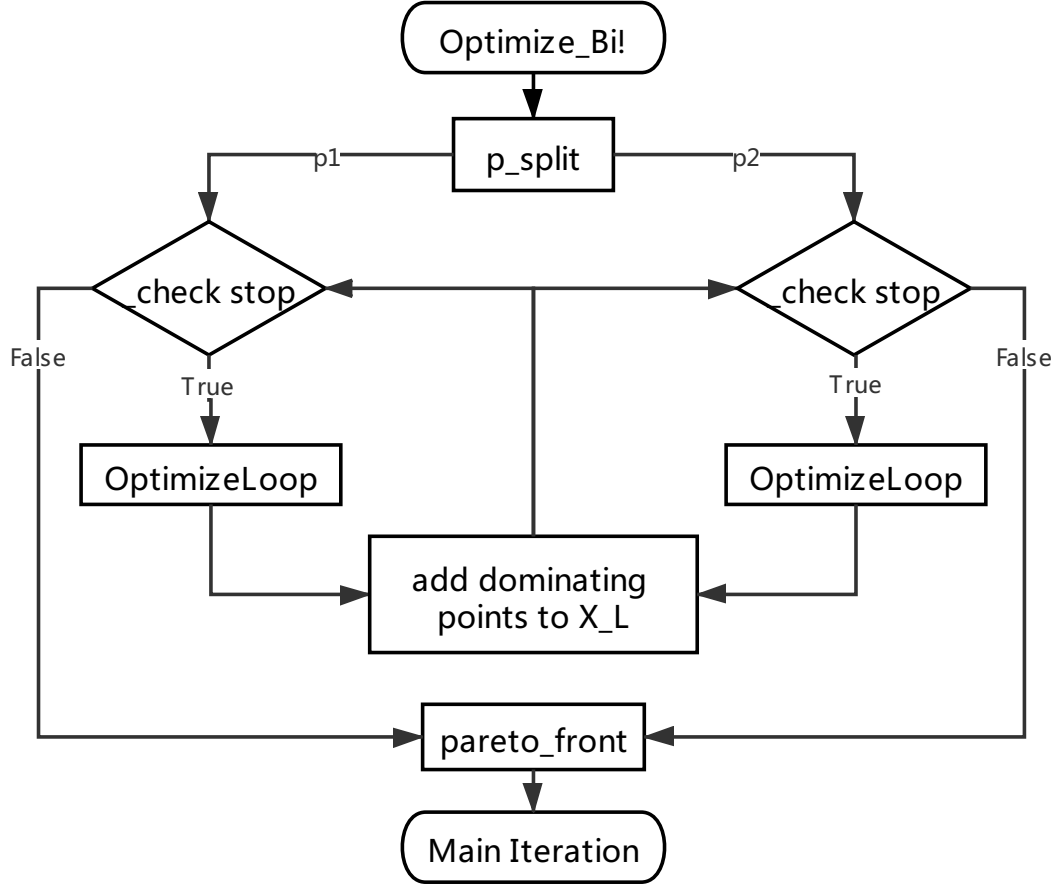 Optimize_Bi!
p_split
p1
p2
_check stop
_check stop
False
False
True
True
OptimizeLoop
OptimizeLoop
add dominating
points to X_L
pareto_front
Main Iteration